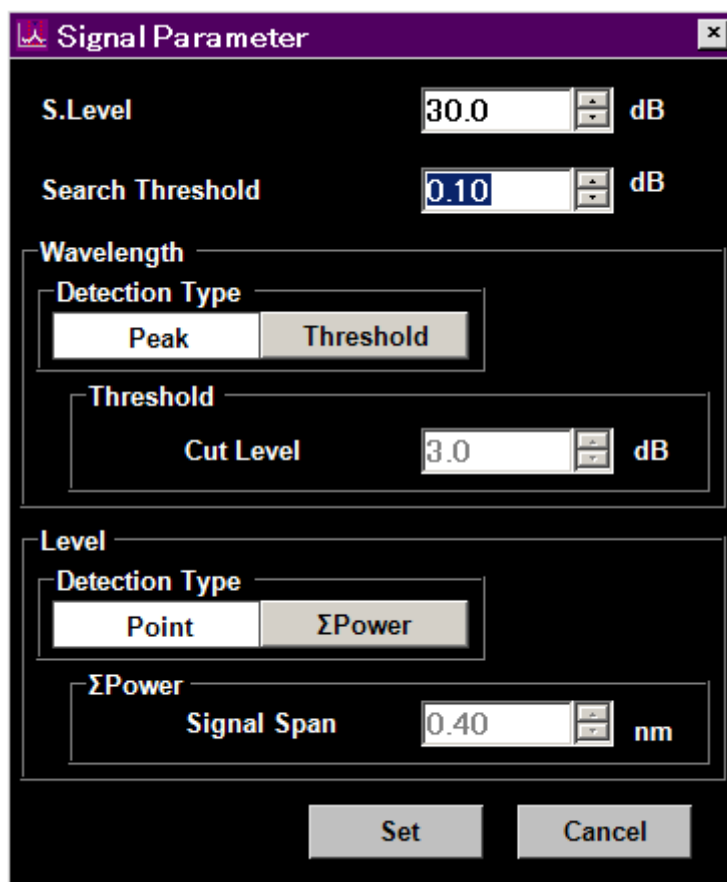 Signal Parameter
S.Level 30.0 dB
Search Threshold 0.10 dB
Wavelength
Detection Type
Peak Threshold
Threshold
Cut Level 3.0 dB
Level
Detection Type
Point ΣPower
ΣPower
Signal Span 0.40 nm
Set Cancel